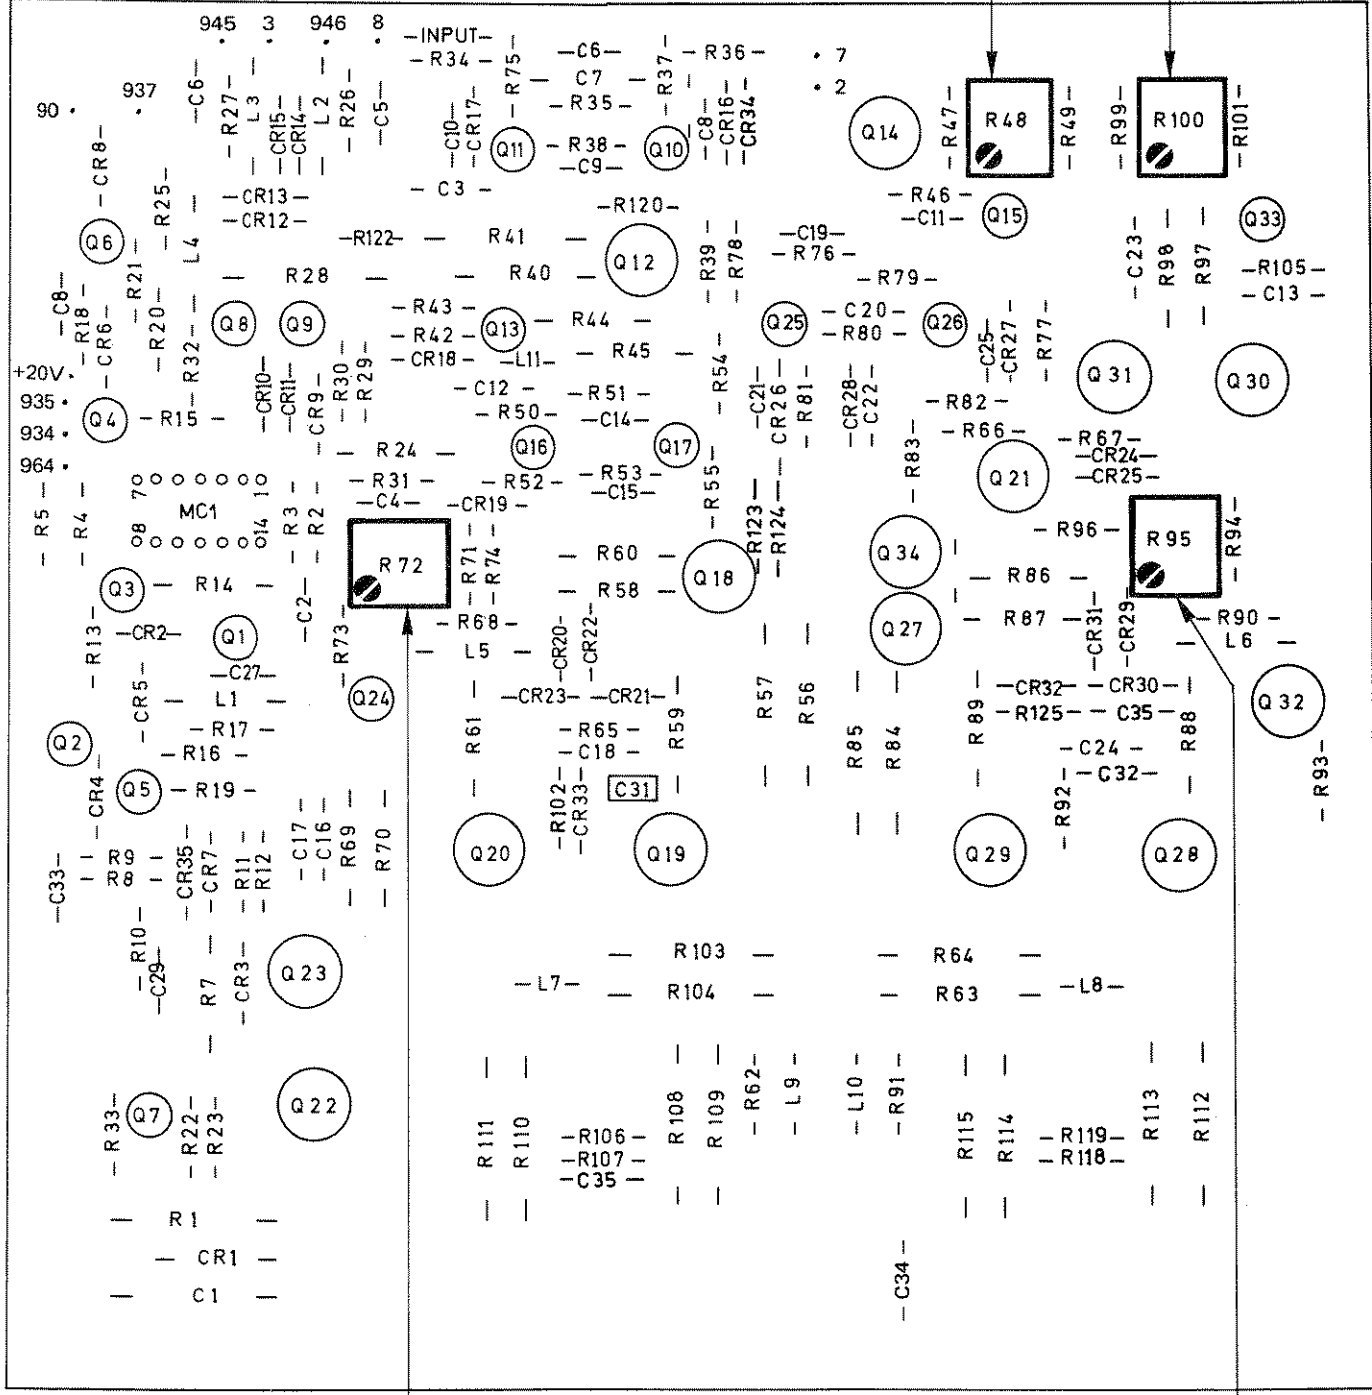 945 3 946 8 -INPUT-
-R34-
-R75-
-C6-
C7
-R35-
-R38-
-C9-
-R37-
-R36-
7
2
90
937
-C6-
-R27-
L3
-CR15-
-CR14-
L2
-R26-
-C5-
-C10-
-CR17-
Q11
Q10
-C8-
-CR16-
-CR34-
Q14
-R47-
R48
-R49-
-R99-
R100
-R101-
-CR8-
-R25-
-CR13-
-CR12-
-C3-
-R120-
-R46-
-C11-
Q15
Q33
Q6
-R21-
L4
-R122-
R41
R40
Q12
-R39-
-R78-
-C19-
-R76-
-R79-
-C23-
R98
R97
-R105-
-C13-
-C8-
-R18-
-CR6-
-R20-
-R32-
R28
Q8
Q9
-R43-
-R42-
-CR18-
Q13
-L11-
R44
R45
Q25
-C20-
-R80-
Q26
-C25-
-CR27-
-R77-
Q31
Q30
+20V
935
934
964
Q4
-R15-
-CR10-
-CR11-
-CR9-
-R30-
-R29-
-C12-
-R50-
-R51-
-C14-
-R54-
-C21-
-CR26-
-R81-
-CR28-
-C22-
-R82-
-R66-
-R67-
-CR24-
-CR25-
R24
Q16
Q17
-R83-
Q21
-R5-
-R4-
7 1
MC1
8 14
-R3-
-R2-
-R31-
-C4-
-R52-
-CR19-
-R53-
-C15-
-R55-
-R123-
-R124-
R72
-R71-
-R74-
R60
R58
Q18
Q34
-R96-
R95
-R94-
Q3
R14
-C2-
R86
R87
Q27
-CR31-
-CR29-
-R90-
L6
-R13-
-CR2-
Q1
-C27-
-R73-
-R68-
L5
-CR20-
-CR22-
-CR5-
L1
Q24
-CR23-
-CR21-
R57
R56
-CR32-
-R125-
-CR30-
-C35-
Q32
Q2
-R17-
-R16-
R61
-R65-
-C18-
R59
R85
R84
R89
-C24-
-C32-
R88
-R93-
-CR4-
Q5
-R19-
-R102-
-CR33-
C31
-R92-
-C17-
-C16-
R69
R70
Q20
Q19
Q29
Q28
-C33-
-R9-
-R8-
-CR35-
-CR7-
-R11-
-R12-
-R10-
-C29-
R7
-CR3-
Q23
-L7-
R103
R104
R64
R63
-L8-
-R33-
Q7
-R22-
-R23-
Q22
R111
R110
-R106-
-R107-
-C35-
R108
R109
-R62-
-L9-
-L10-
-R91-
R115
R114
-R119-
-R118-
R113
R112
R1
CR1
C1
-C34-